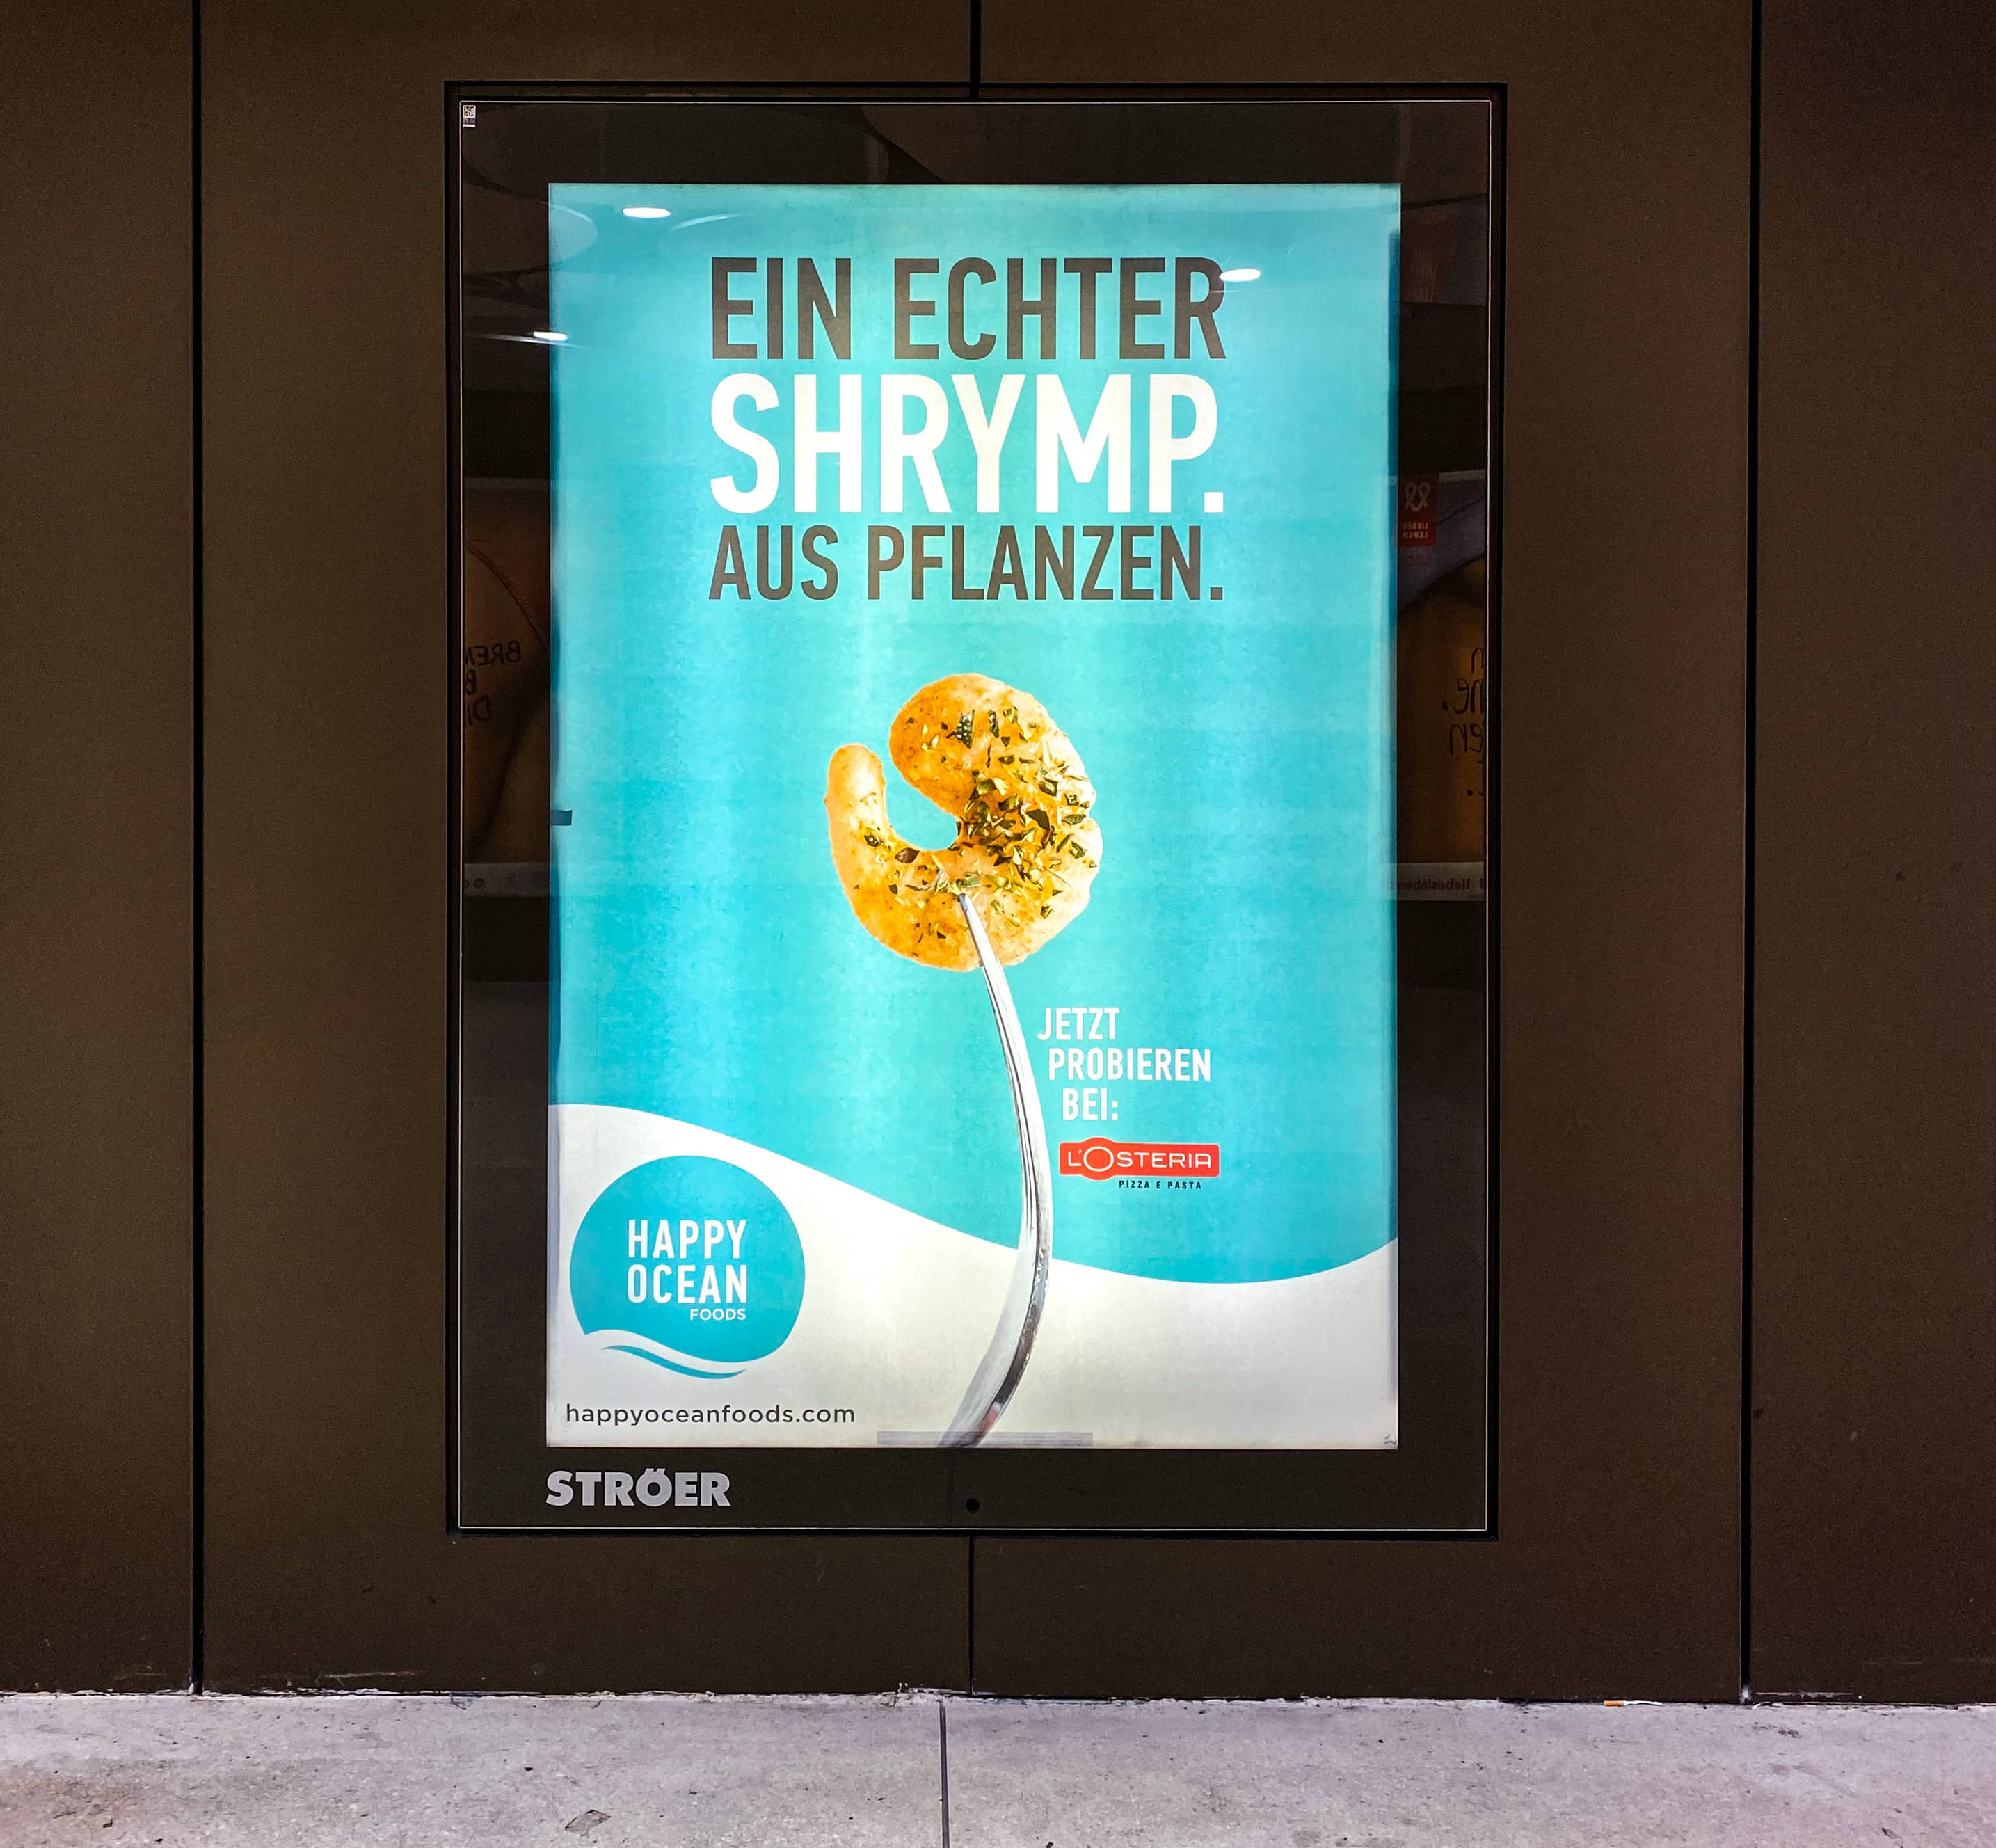 EIN ECHTER
SHRYMP.
AUS PFLANZEN.
JETZT
PROBIEREN
BEI:
L'OSTERIA
PIZZA E PASTA
HAPPY
OCEAN
FOODS
happyoceanfoods.com
STRÖER